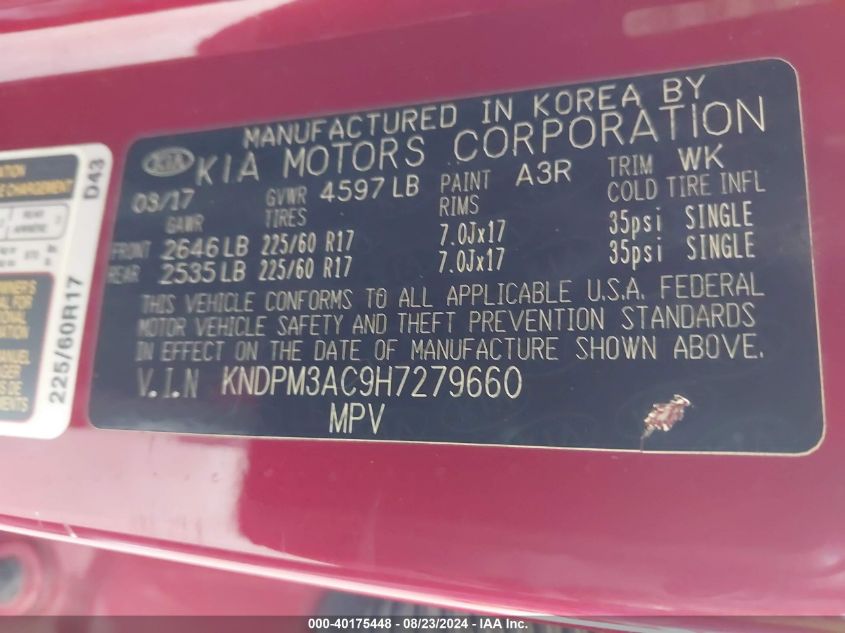 MANUFACTURED IN KOREA BY
KIA KIA MOTORS CORPORATION
03/17 GVWR 4597 LB PAINT A3R TRIM WK
GAWR TIRES RIMS COLD TIRE INFL
FRONT 2646 LB 225/60 R17 7.0Jx17 35psi SINGLE
REAR 2535 LB 225/60 R17 7.0Jx17 35psi SINGLE
THIS VEHICLE CONFORMS TO ALL APPLICABLE U.S.A. FEDERAL
MOTOR VEHICLE SAFETY AND THEFT PREVENTION STANDARDS
IN EFFECT ON THE DATE OF MANUFACTURE SHOWN ABOVE.
V.I.N KNDPM3AC9H7279660
MPV
D43
225/60R17
REAR
000-40175448 - 08/23/2024 - IAA Inc.